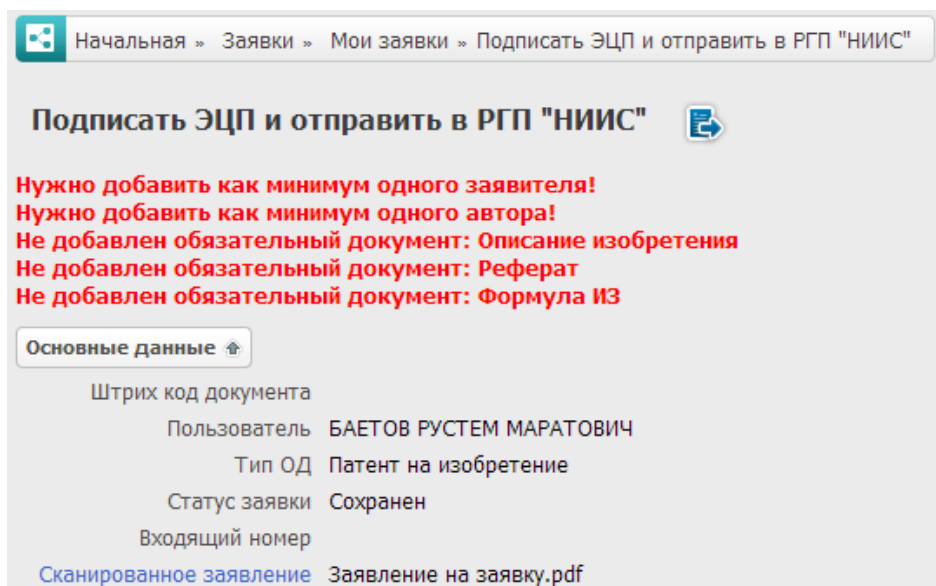 Начальная » Заявки » Мои заявки » Подписать ЭЦП и отправить в РГП "НИИС"
Подписать ЭЦП и отправить в РГП "НИИС"
Нужно добавить как минимум одного заявителя!
Нужно добавить как минимум одного автора!
Не добавлен обязательный документ: Описание изобретения
Не добавлен обязательный документ: Реферат
Не добавлен обязательный документ: Формула ИЗ
Основные данные
Штрих код документа
Пользователь БАЕТОВ РУСТЕМ МАРАТОВИЧ
Тип ОД Патент на изобретение
Статус заявки Сохранен
Входящий номер
Сканированное заявление Заявление на заявку.pdf